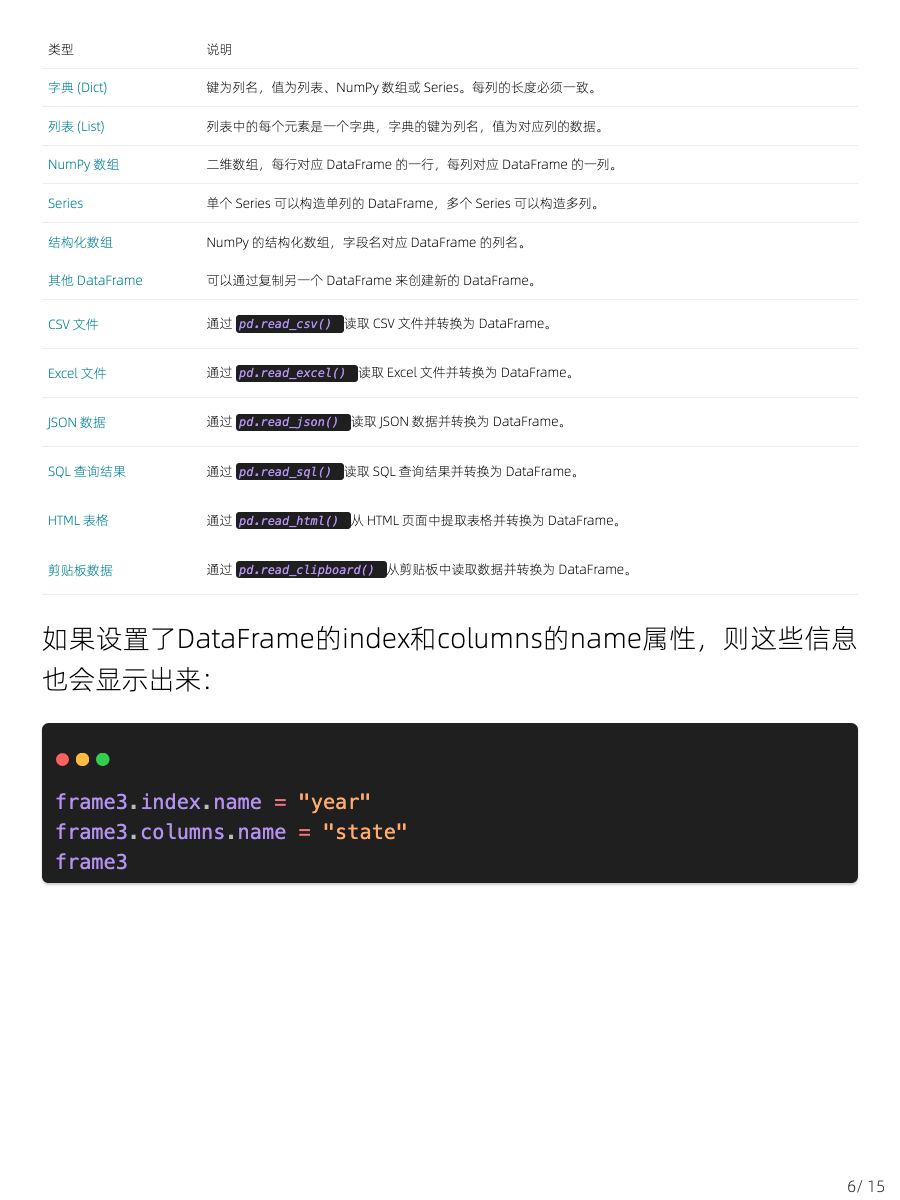 类型 说明
字典 (Dict) 键为列名，值为列表、NumPy 数组或 Series。每列的长度必须一致。
列表 (List) 列表中的每个元素是一个字典，字典的键为列名，值为对应列的数据。
NumPy 数组 二维数组，每行对应 DataFrame 的一行，每列对应 DataFrame 的一列。
Series 单个 Series 可以构造单列的 DataFrame，多个 Series 可以构造多列。
结构化数组 NumPy 的结构化数组，字段名对应 DataFrame 的列名。
其他 DataFrame 可以通过复制另一个 DataFrame 来创建新的 DataFrame。
CSV 文件 通过 pd.read_csv() 读取 CSV 文件并转换为 DataFrame。
Excel 文件 通过 pd.read_excel() 读取 Excel 文件并转换为 DataFrame。
JSON 数据 通过 pd.read_json() 读取 JSON 数据并转换为 DataFrame。
SQL 查询结果 通过 pd.read_sql() 读取 SQL 查询结果并转换为 DataFrame。
HTML 表格 通过 pd.read_html() 从 HTML 页面中提取表格并转换为 DataFrame。
剪贴板数据 通过 pd.read_clipboard() 从剪贴板中读取数据并转换为 DataFrame。
如果设置了DataFrame的index和columns的name属性，则这些信息
也会显示出来：
frame3.index.name = "year"
frame3.columns.name = "state"
frame3
6/ 15